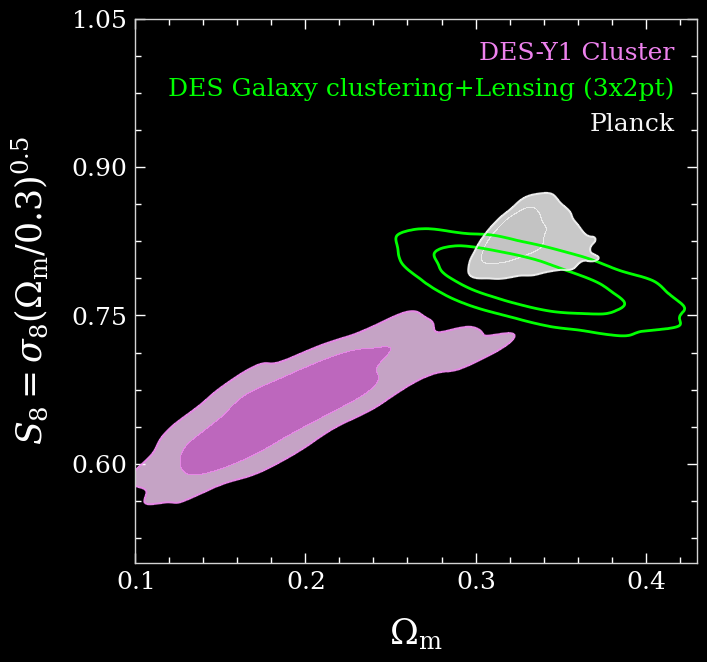 1.05
DES-Y1 Cluster
DES Galaxy clustering+Lensing (3x2pt)
Planck
0.90
S₈ = σ₈(Ωₘ/0.3)⁰·⁵
0.75
0.60
0.1 0.2 0.3 0.4
Ωₘ